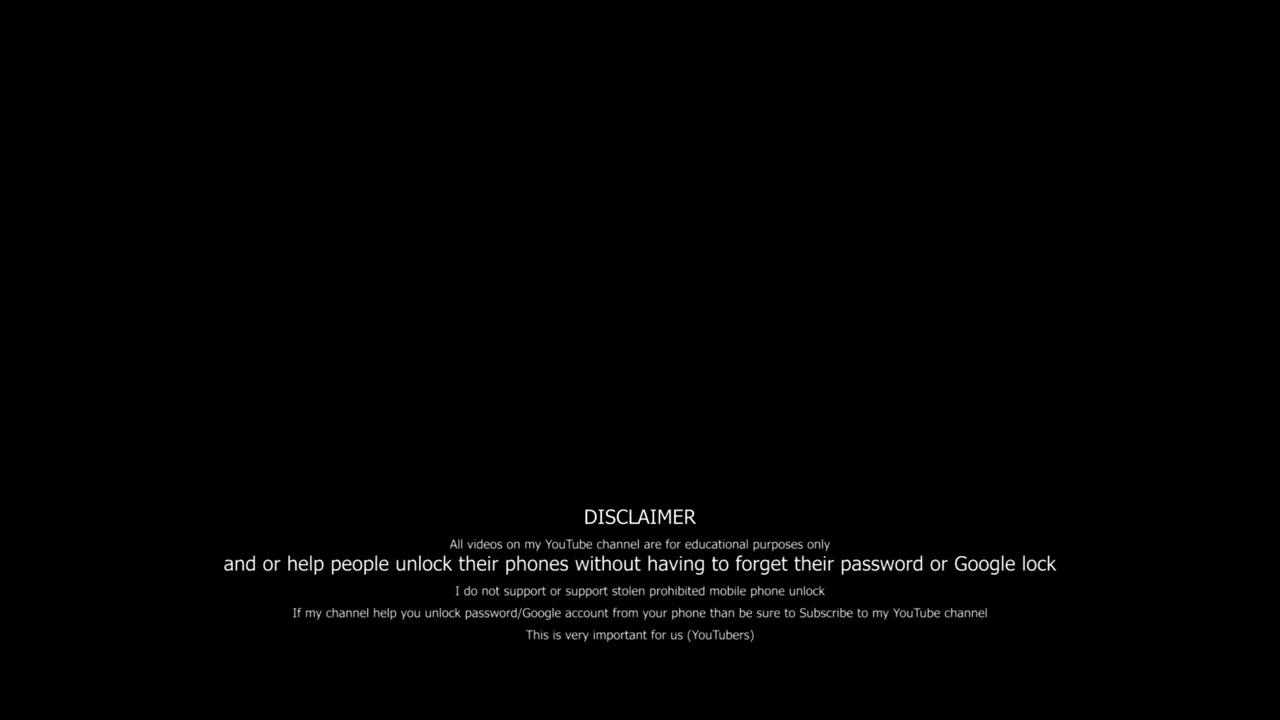 DISCLAIMER
All videos on my YouTube channel are for educational purposes only
and or help people unlock their phones without having to forget their password or Google lock
I do not support or support stolen prohibited mobile phone unlock
If my channel help you unlock password/Google account from your phone than be sure to Subscribe to my YouTube channel
This is very important for us (YouTubers)